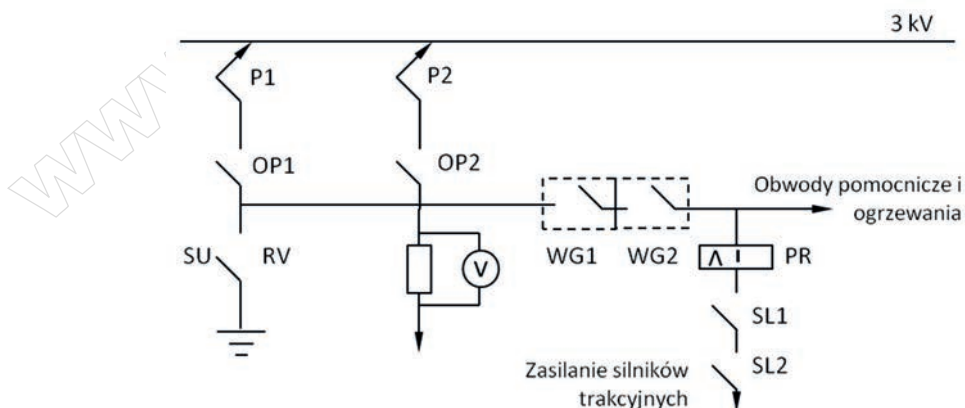 3 kV
P1
P2
OP1
OP2
Obwody pomocnicze i
ogrzewania
SU
RV
V
WG1
WG2
Λ
PR
SL1
SL2
Zasilanie silników
trakcyjnych
www